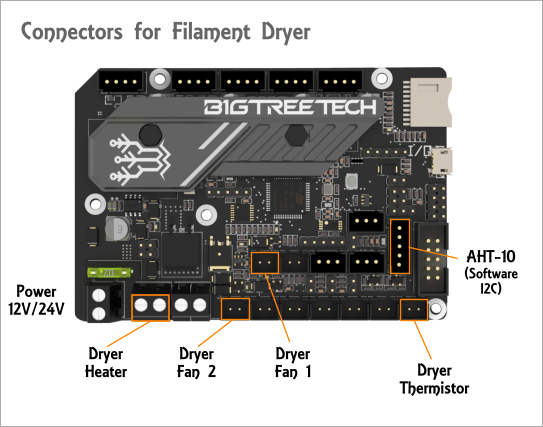 Connectors for Filament Dryer
B1GTREETECH
I/O
AHT-10
(Software
I2C)
Power
12V/24V
Dryer
Heater
Dryer
Fan 2
Dryer
Fan 1
Dryer
Thermistor